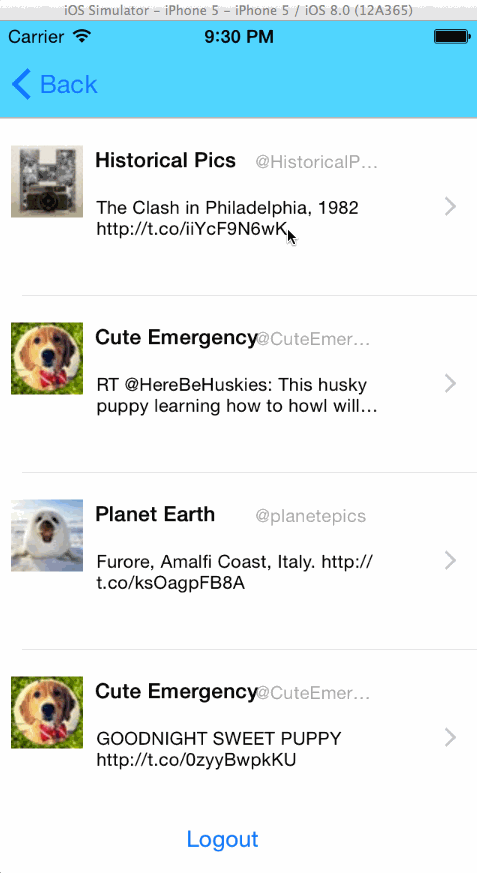 iOS Simulator – iPhone 5 – iPhone 5 / iOS 8.0 (12A365)
Carrier 9:30 PM
Back
Historical Pics @HistoricalP...
The Clash in Philadelphia, 1982
http://t.co/iiYcF9N6wK
Cute Emergency @CuteEmer...
RT @HereBeHuskies: This husky
puppy learning how to howl will...
Planet Earth @planetepics
Furore, Amalfi Coast, Italy. http://
t.co/ksOagpFB8A
Cute Emergency @CuteEmer...
GOODNIGHT SWEET PUPPY
http://t.co/0zyyBwpkKU
Logout